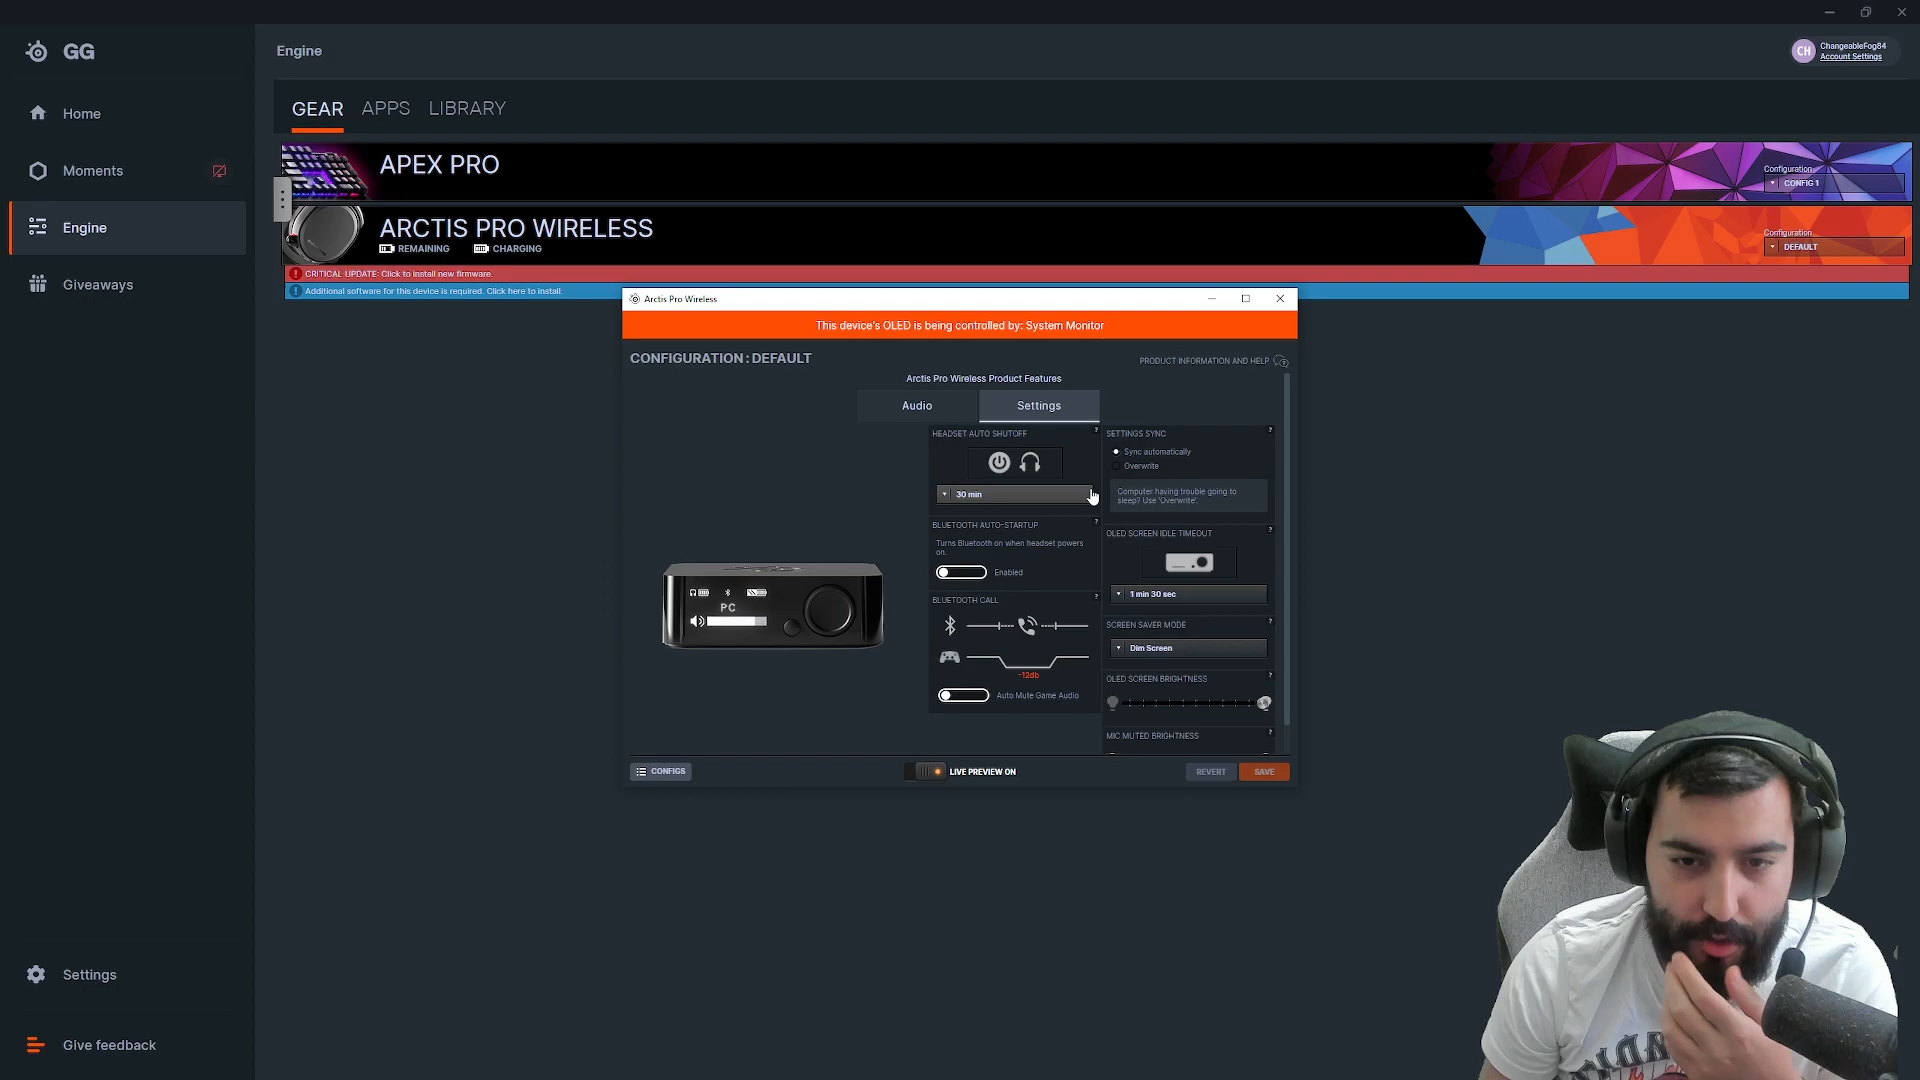 GG
Engine
CH
ChangeableFog84
Account Settings
Home
Moments
Engine
Giveaways
Settings
Give feedback
GEAR
APPS
LIBRARY
APEX PRO
Configuration
CONFIG 1
ARCTIS PRO WIRELESS
REMAINING
CHARGING
Configuration
DEFAULT
CRITICAL UPDATE: Click to install new firmware.
Additional software for this device is required. Click here to install.
Arctis Pro Wireless
This device's OLED is being controlled by: System Monitor
CONFIGURATION : DEFAULT
PRODUCT INFORMATION AND HELP
Arctis Pro Wireless Product Features
Audio
Settings
HEADSET AUTO SHUTOFF
?
30 min
BLUETOOTH AUTO-STARTUP
?
Turns Bluetooth on when headset powers
on.
Enabled
BLUETOOTH CALL
?
-12db
Auto Mute Game Audio
SETTINGS SYNC
?
Sync automatically
Overwrite
Computer having trouble going to
sleep? Use 'Overwrite'.
OLED SCREEN IDLE TIMEOUT
?
1 min 30 sec
SCREEN SAVER MODE
?
Dim Screen
OLED SCREEN BRIGHTNESS
?
MIC MUTED BRIGHTNESS
?
PC
CONFIGS
LIVE PREVIEW ON
REVERT
SAVE